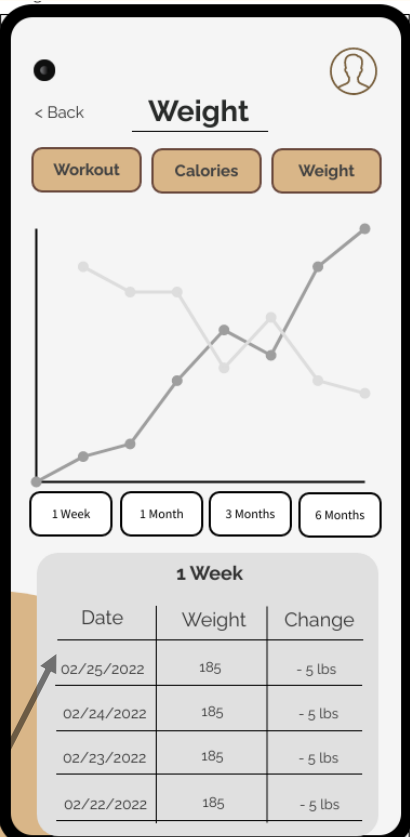 < Back
Weight
Workout Calories Weight
1 Week 1 Month 3 Months 6 Months
1 Week
Date Weight Change
02/25/2022 185 - 5 lbs
02/24/2022 185 - 5 lbs
02/23/2022 185 - 5 lbs
02/22/2022 185 - 5 lbs